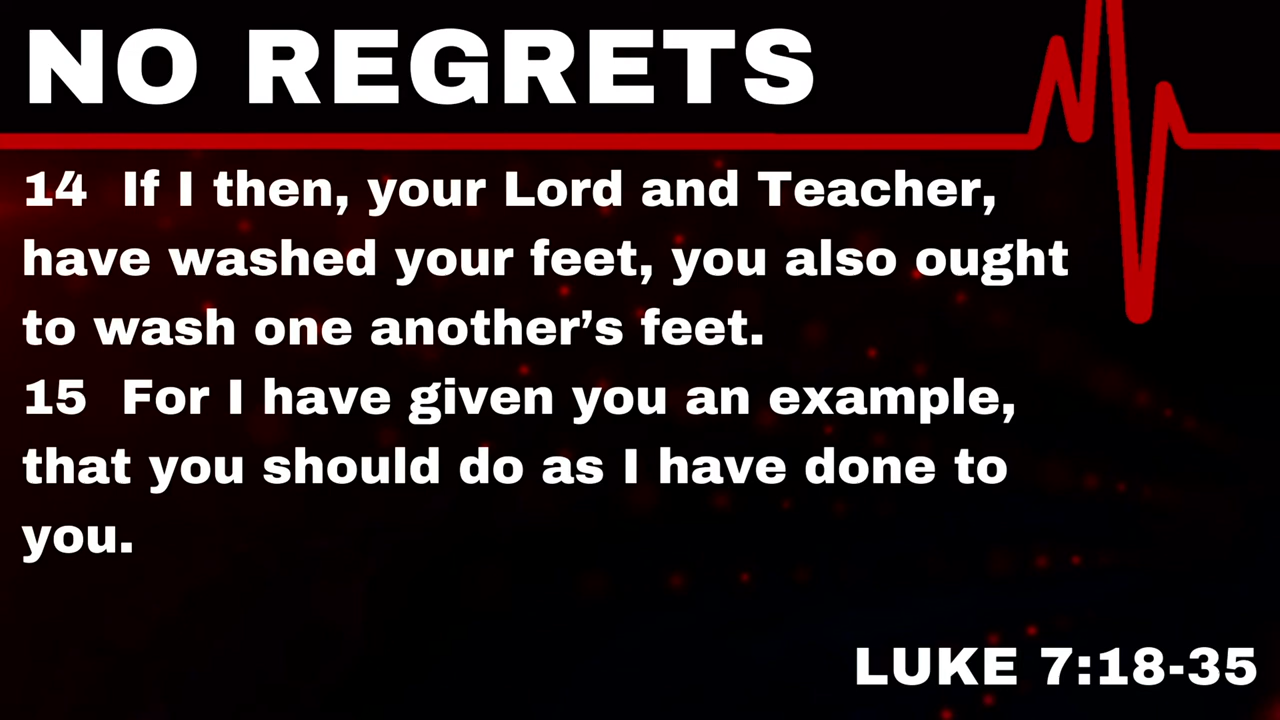 NO REGRETS
14 If I then, your Lord and Teacher,
have washed your feet, you also ought
to wash one another’s feet.
15 For I have given you an example,
that you should do as I have done to
you.
LUKE 7:18-35